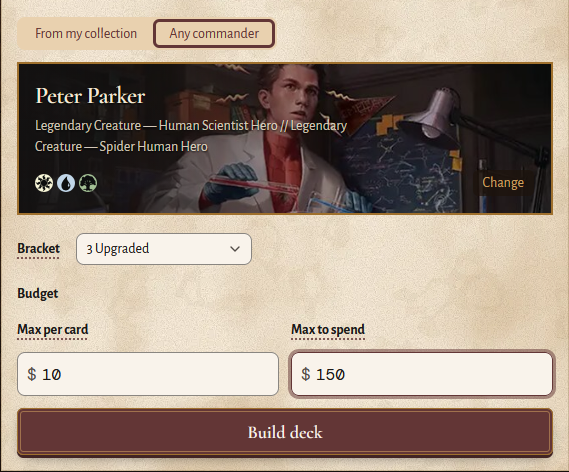 From my collection
Any commander
Peter Parker
Legendary Creature — Human Scientist Hero // Legendary
Creature — Spider Human Hero
Change
Bracket
3 Upgraded
Budget
Max per card
Max to spend
$ 10
$ 150
Build deck